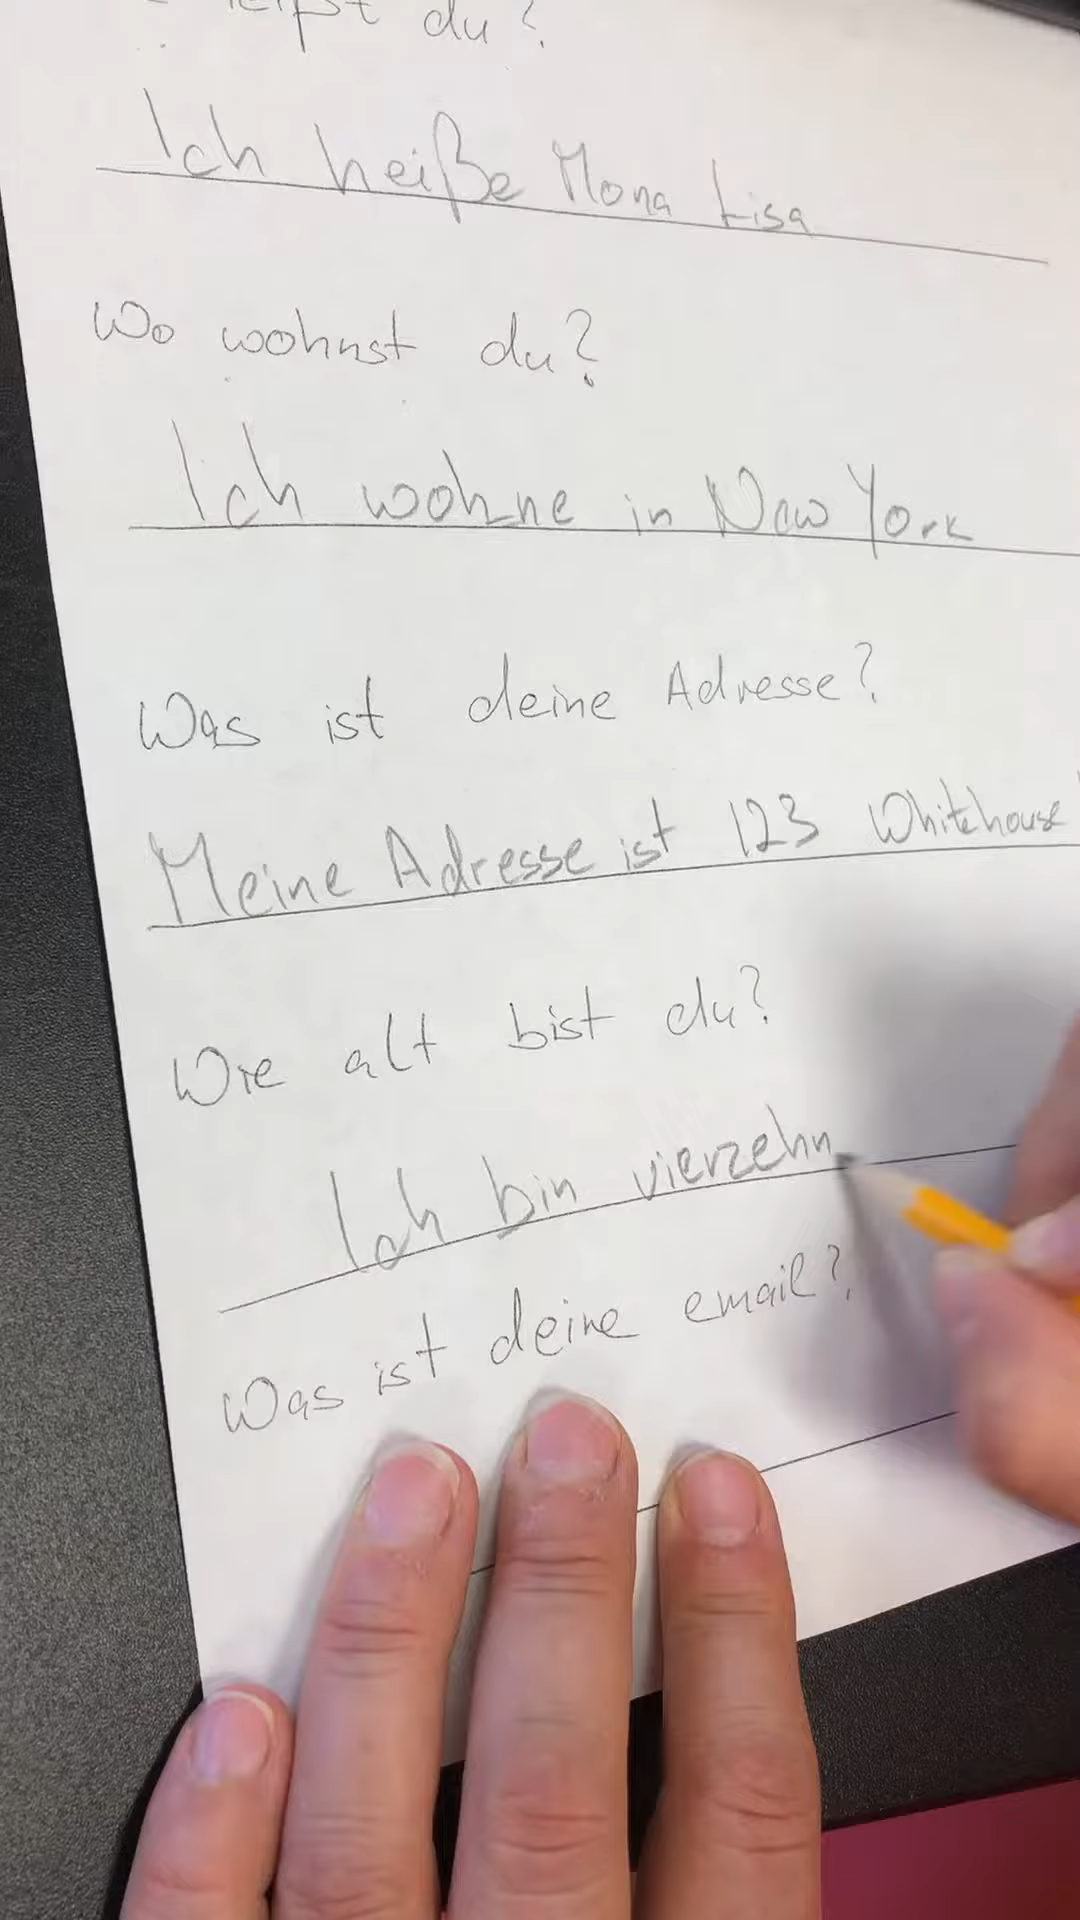 du?
Ich heiße Mona Lisa
Wo wohnst du?
Ich wohne in New York
Was ist deine Adresse?
Meine Adresse ist 123 Whitehouse
Wie alt bist du?
Ich bin vierzehn
Was ist deine email?